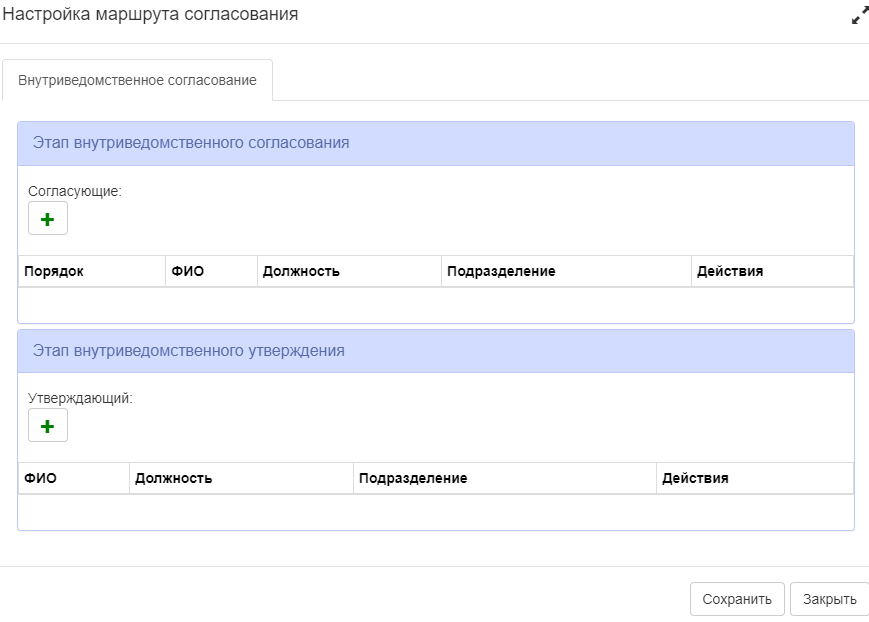 Настройка маршрута согласования
Внутриведомственное согласование
Этап внутриведомственного согласования
Согласующие:
Порядок ФИО Должность Подразделение Действия
Этап внутриведомственного утверждения
Утверждающий:
ФИО Должность Подразделение Действия
Сохранить Закрыть